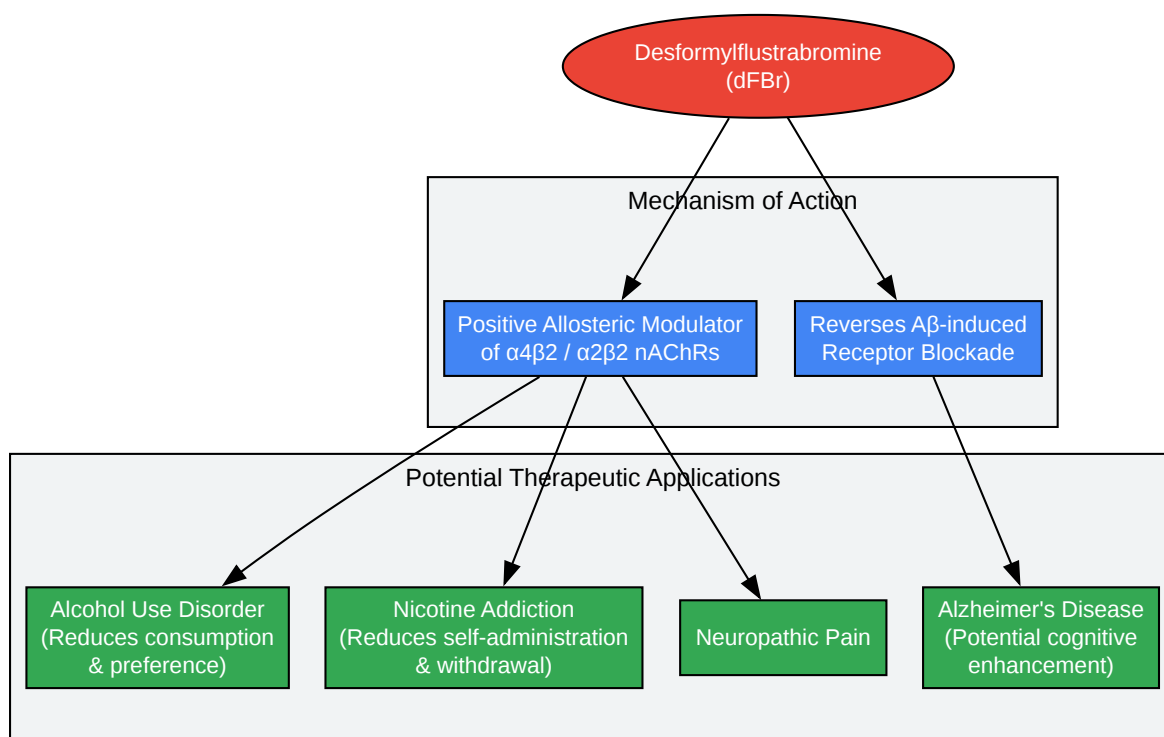 Desformylflustrabromine
(dFBr)
Mechanism of Action
Positive Allosteric Modulator
of α4β2 / α2β2 nAChRs
Reverses Aβ-induced
Receptor Blockade
Potential Therapeutic Applications
Alcohol Use Disorder
(Reduces consumption
& preference)
Nicotine Addiction
(Reduces self-administration
& withdrawal)
Neuropathic Pain
Alzheimer's Disease
(Potential cognitive
enhancement)